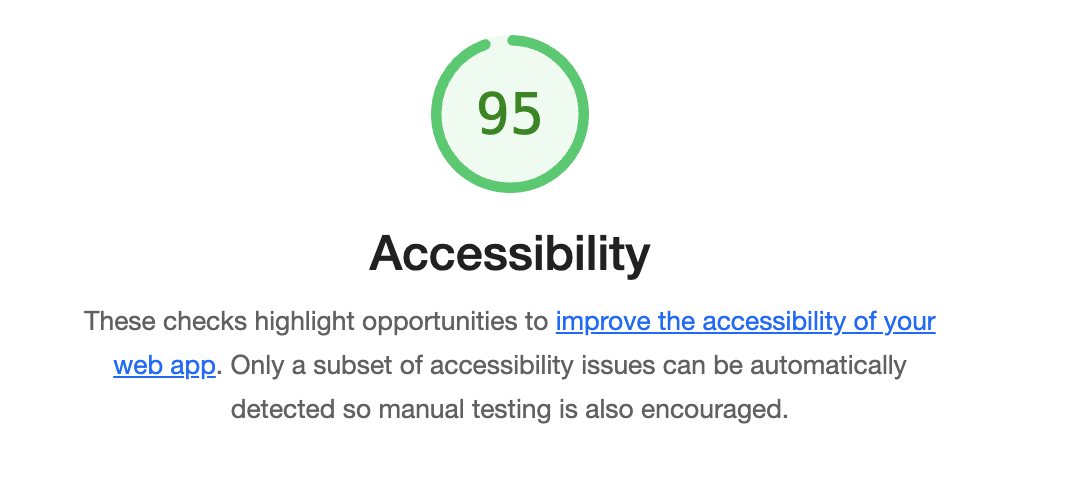 95
Accessibility
These checks highlight opportunities to improve the accessibility of your
web app. Only a subset of accessibility issues can be automatically
detected so manual testing is also encouraged.